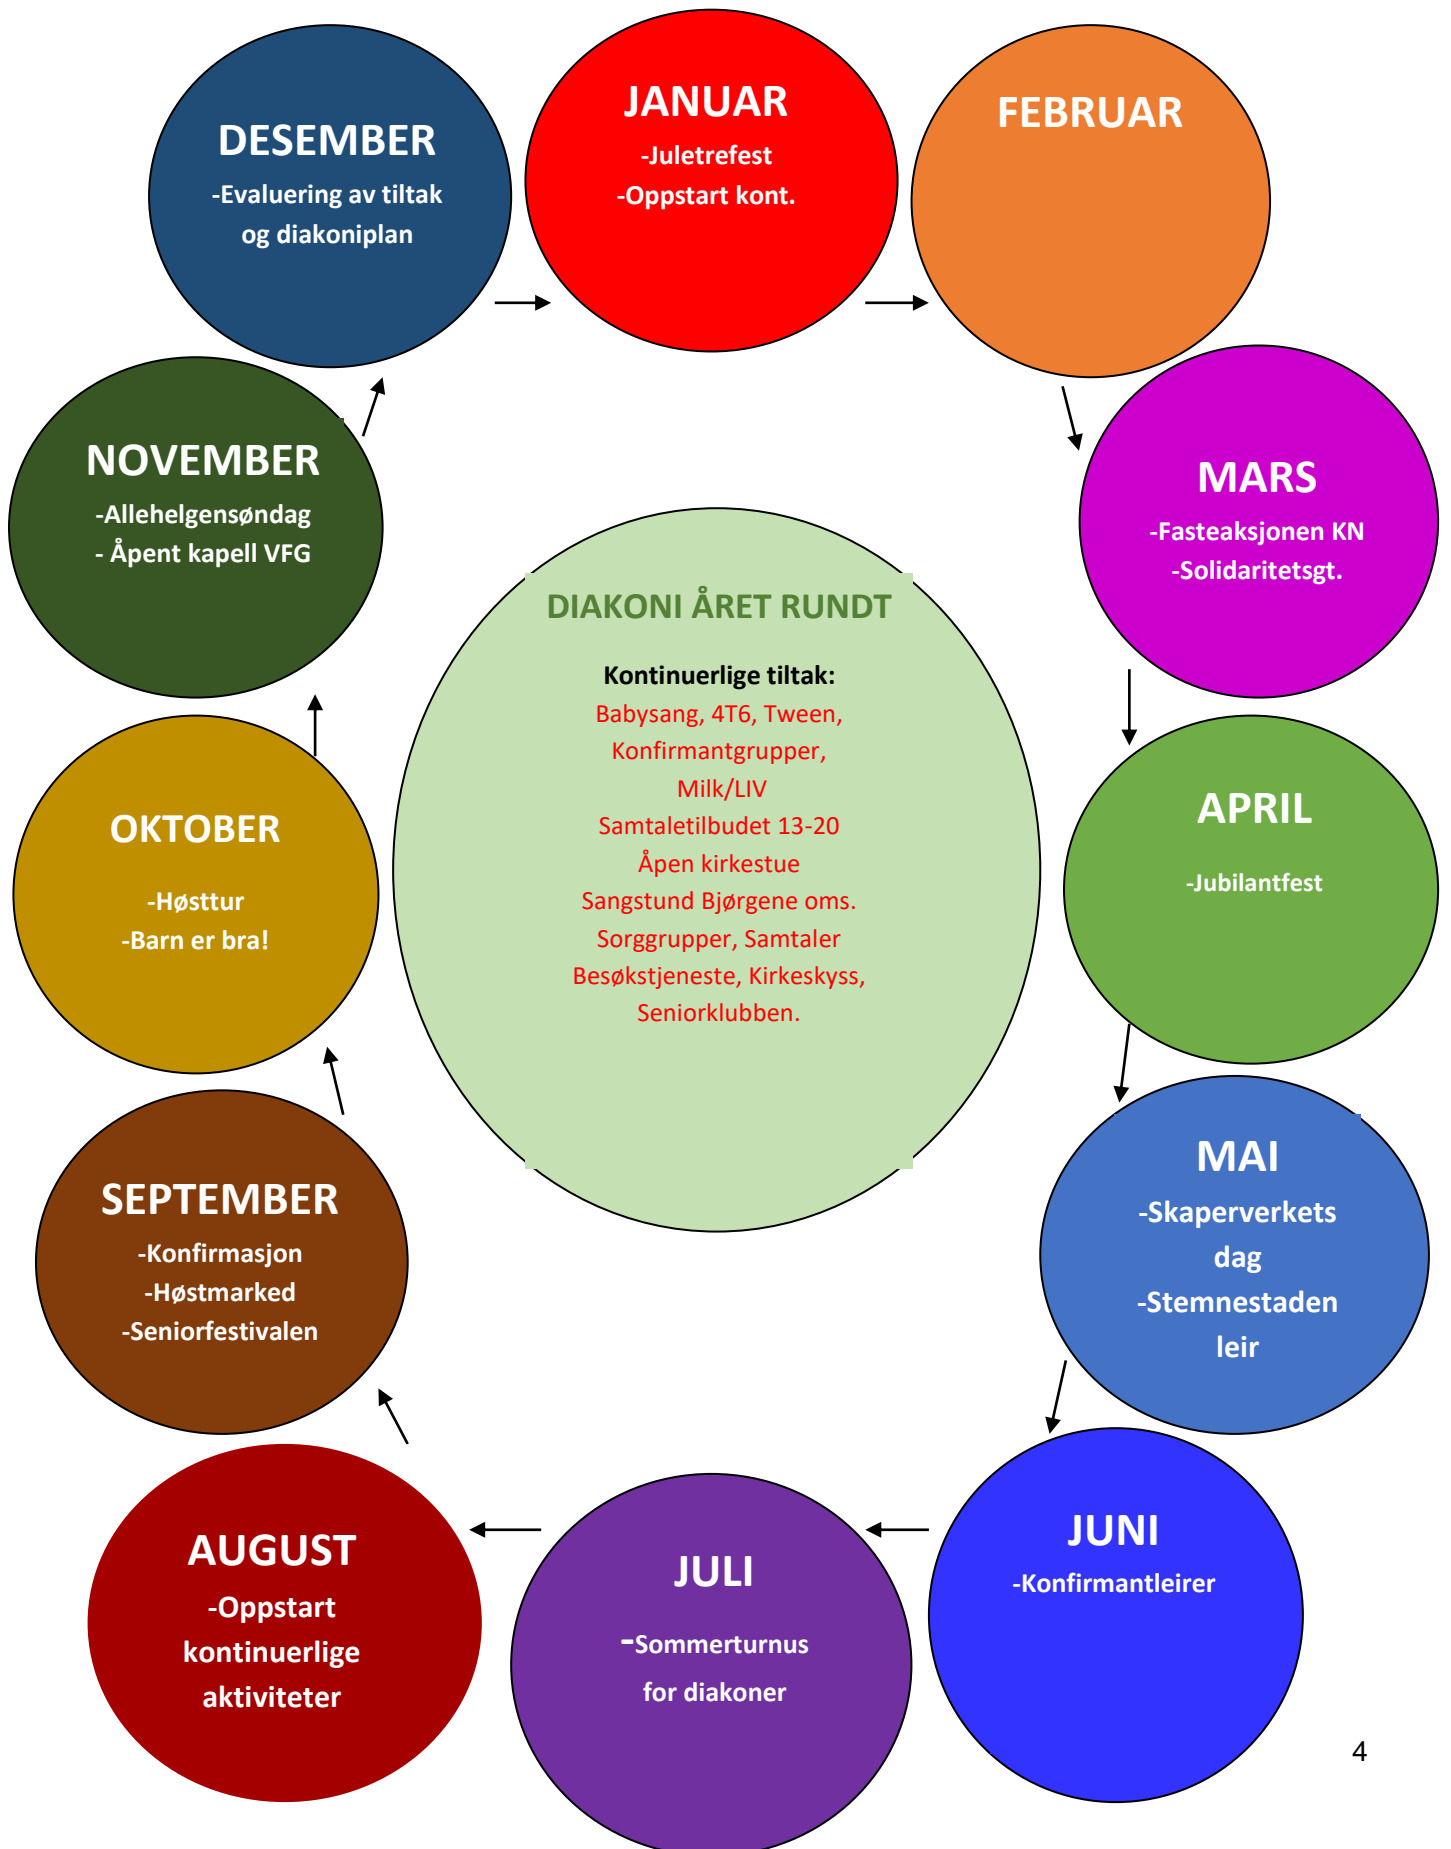 JANUAR
-Juletrefest
-Oppstart kont.
FEBRUAR
MARS
-Fasteaksjonen KN
-Solidaritetsgt.
APRIL
-Jubilantfest
MAI
-Skaperverkets
dag
-Stemnestaden
leir
JUNI
-Konfirmantleirer
JULI
-Sommerturnus
for diakoner
AUGUST
-Oppstart
kontinuerlige
aktiviteter
SEPTEMBER
-Konfirmasjon
-Høstmarked
-Seniorfestivalen
OKTOBER
-Høsttur
-Barn er bra!
NOVEMBER
-Allehelgensøndag
- Åpent kapell VFG
DESEMBER
-Evaluering av tiltak
og diakoniplan
DIAKONI ÅRET RUNDT
Kontinuerlige tiltak:
Babysang, 4T6, Tween,
Konfirmantgrupper,
Milk/LIV
Samtaletilbudet 13-20
Åpen kirkestue
Sangstund Bjørgene oms.
Sorggrupper, Samtaler
Besøkstjeneste, Kirkeskyss,
Seniorklubben.
4